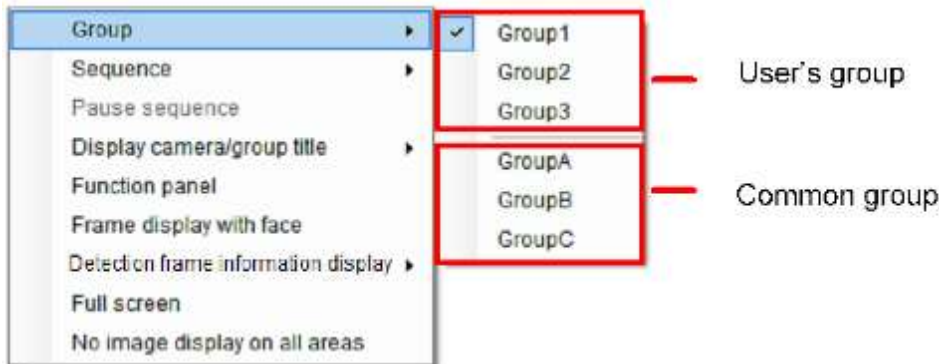 Group
Sequence
Pause sequence
Display camera/group title
Function panel
Frame display with face
Detection frame information display
Full screen
No image display on all areas
Group1
Group2
Group3
GroupA
GroupB
GroupC
User's group
Common group